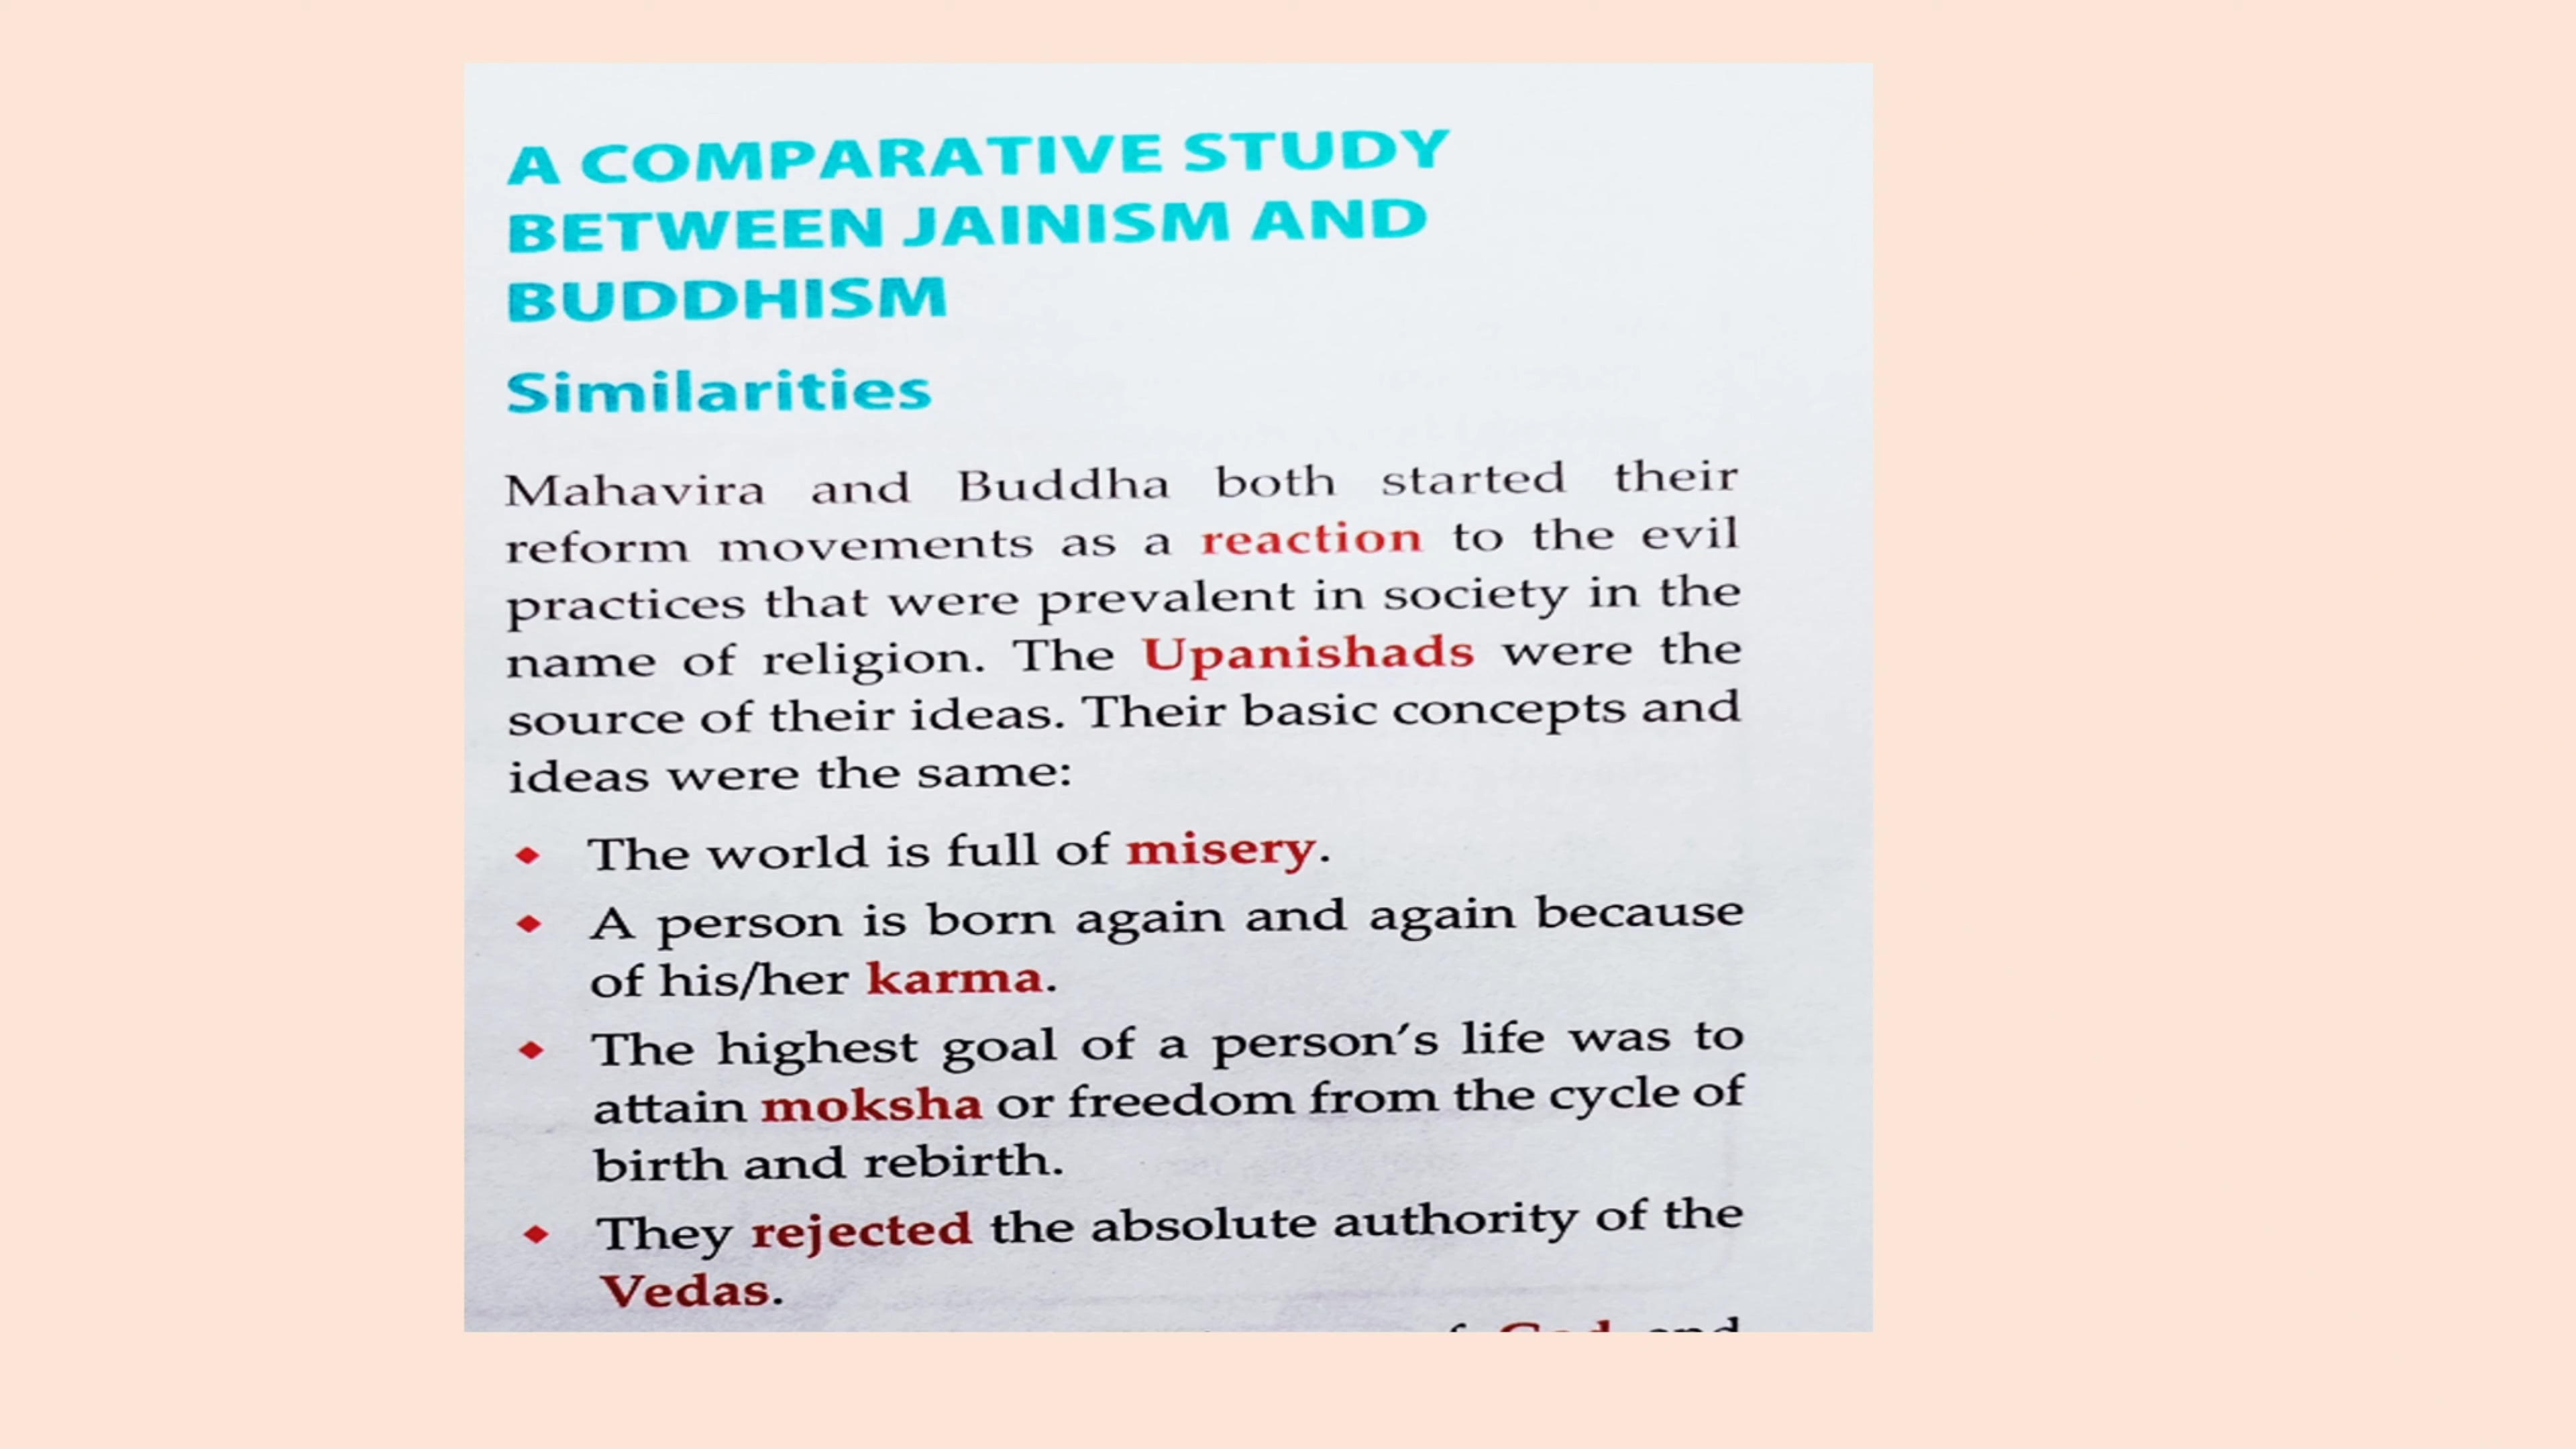 A COMPARATIVE STUDY
BETWEEN JAINISM AND
BUDDHISM
Similarities
Mahavira and Buddha both started their
reform movements as a reaction to the evil
practices that were prevalent in society in the
name of religion. The Upanishads were the
source of their ideas. Their basic concepts and
ideas were the same:
The world is full of misery.
A person is born again and again because
of his/her karma.
The highest goal of a person's life was to
attain moksha or freedom from the cycle of
birth and rebirth.
They rejected the absolute authority of the
Vedas.